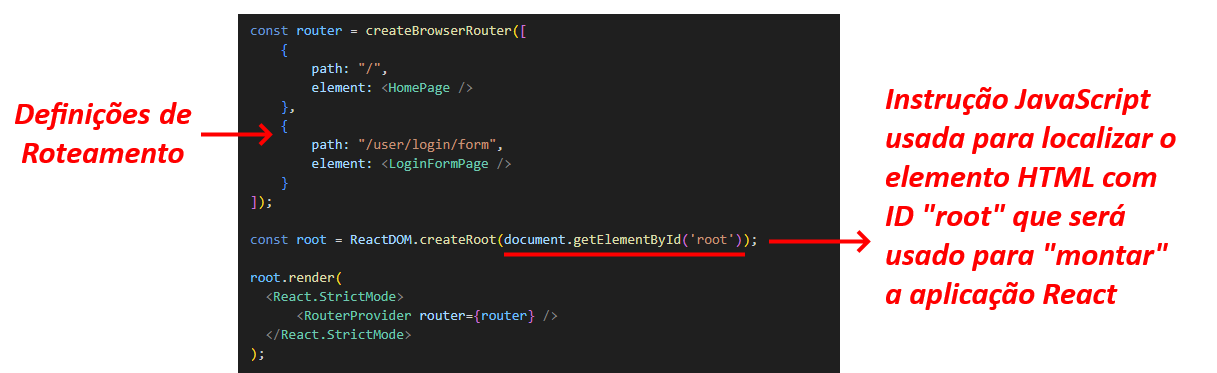 Definições de
Roteamento
const router = createBrowserRouter([
    {
        path: "/",
        element: <HomePage />
    },
    {
        path: "/user/login/form",
        element: <LoginFormPage />
    }
]);
const root = ReactDOM.createRoot(document.getElementById('root'));
root.render(
  <React.StrictMode>
      <RouterProvider router={router} />
  </React.StrictMode>
);
Instrução JavaScript
usada para localizar o
elemento HTML com
ID "root" que será
usado para "montar"
a aplicação React